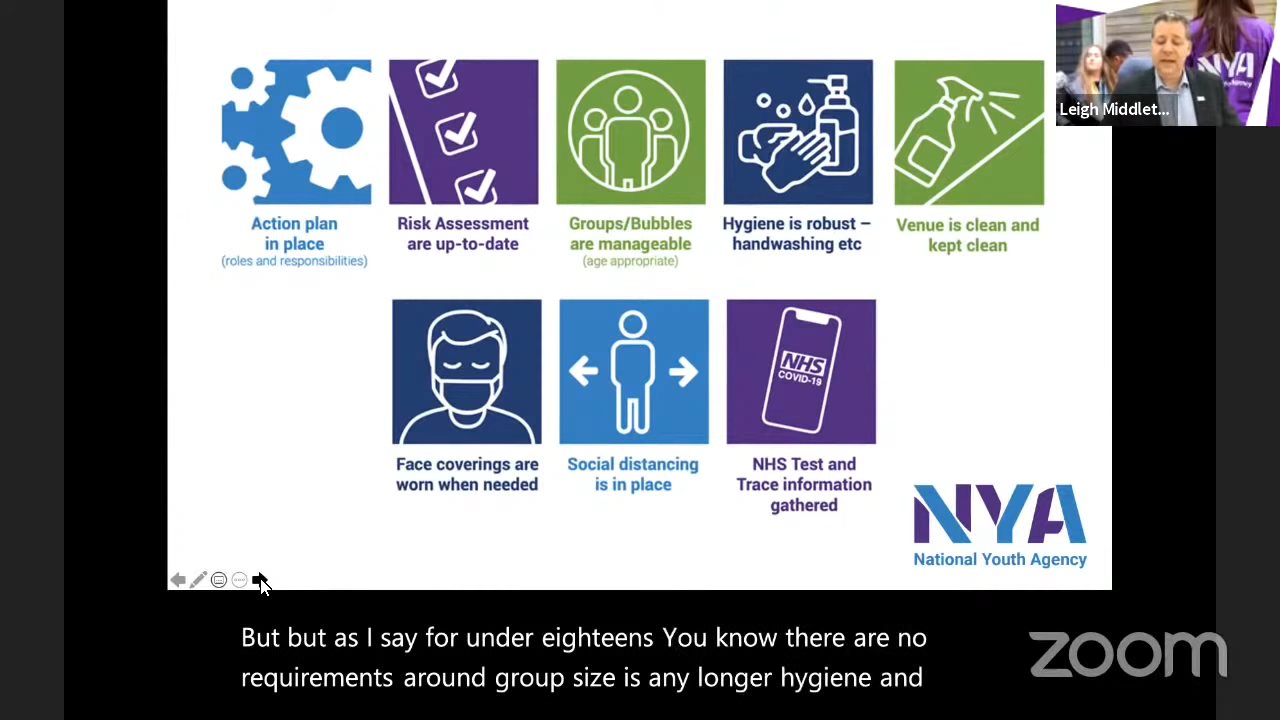 NYA
Leigh Middlet...
Action plan
in place
(roles and responsibilities)
Risk Assessment
are up-to-date
Groups/Bubbles
are manageable
(age appropriate)
Hygiene is robust –
handwashing etc
Venue is clean and
kept clean
NHS
COVID-19
Face coverings are
worn when needed
Social distancing
is in place
NHS Test and
Trace information
gathered
NYA
National Youth Agency
But but as I say for under eighteens You know there are no
requirements around group size is any longer hygiene and
zoom